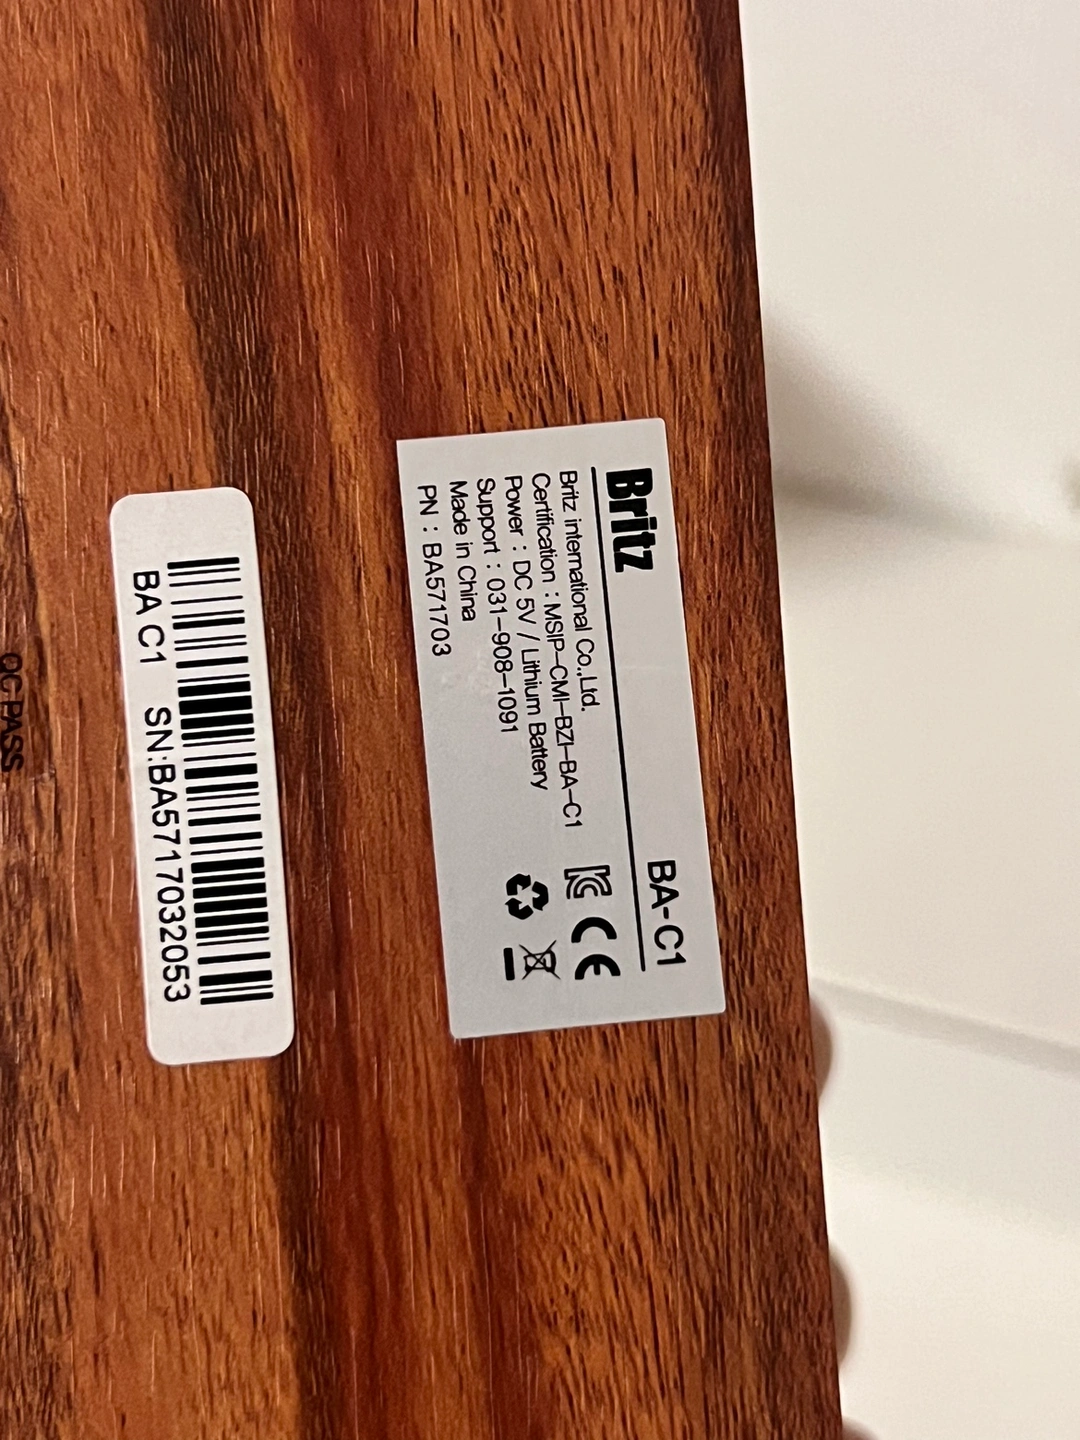 Britz BA-C1
Britz international Co.,Ltd.
Certification : MSIP-CMI-BZI-BA-C1
Power : DC 5V / Lithium Battery
Support : 031-908-1091
Made in China
PN : BA571703
BA C1 SN:BA5717032053
QC PASS